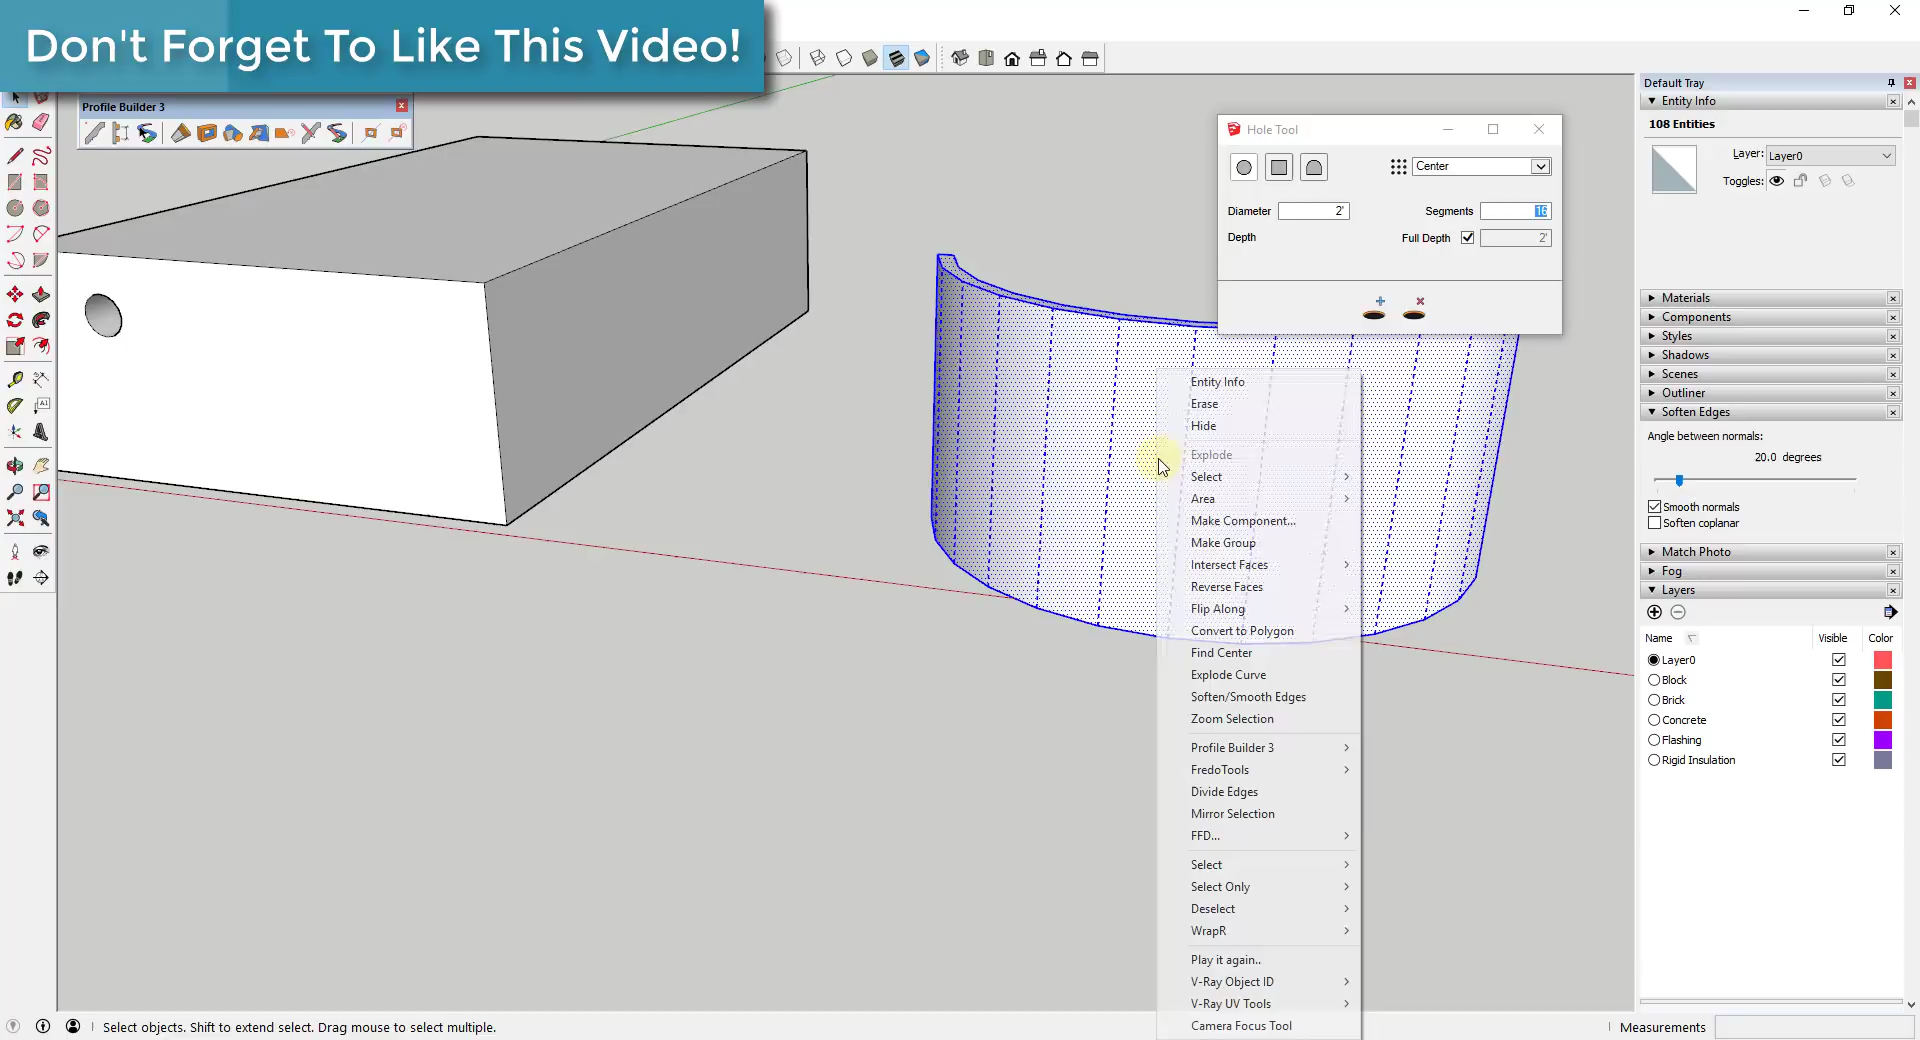 Don't Forget To Like This Video!
Profile Builder 3
Hole Tool
Center
Diameter 2' Segments 16
Depth Full Depth 2'
Entity Info
Erase
Hide
Explode
Select
Area
Make Component...
Make Group
Intersect Faces
Reverse Faces
Flip Along
Convert to Polygon
Find Center
Explode Curve
Soften/Smooth Edges
Zoom Selection
Profile Builder 3
FredoTools
Divide Edges
Mirror Selection
FFD...
Select
Select Only
Deselect
WrapR
Play it again..
V-Ray Object ID
V-Ray UV Tools
Camera Focus Tool
Default Tray
Entity Info
108 Entities
Layer: Layer0
Toggles:
Materials
Components
Styles
Shadows
Scenes
Outliner
Soften Edges
Angle between normals:
20.0 degrees
Smooth normals
Soften coplanar
Match Photo
Fog
Layers
Name Visible Color
Layer0
Block
Brick
Concrete
Flashing
Rigid Insulation
Select objects. Shift to extend select. Drag mouse to select multiple.
Measurements